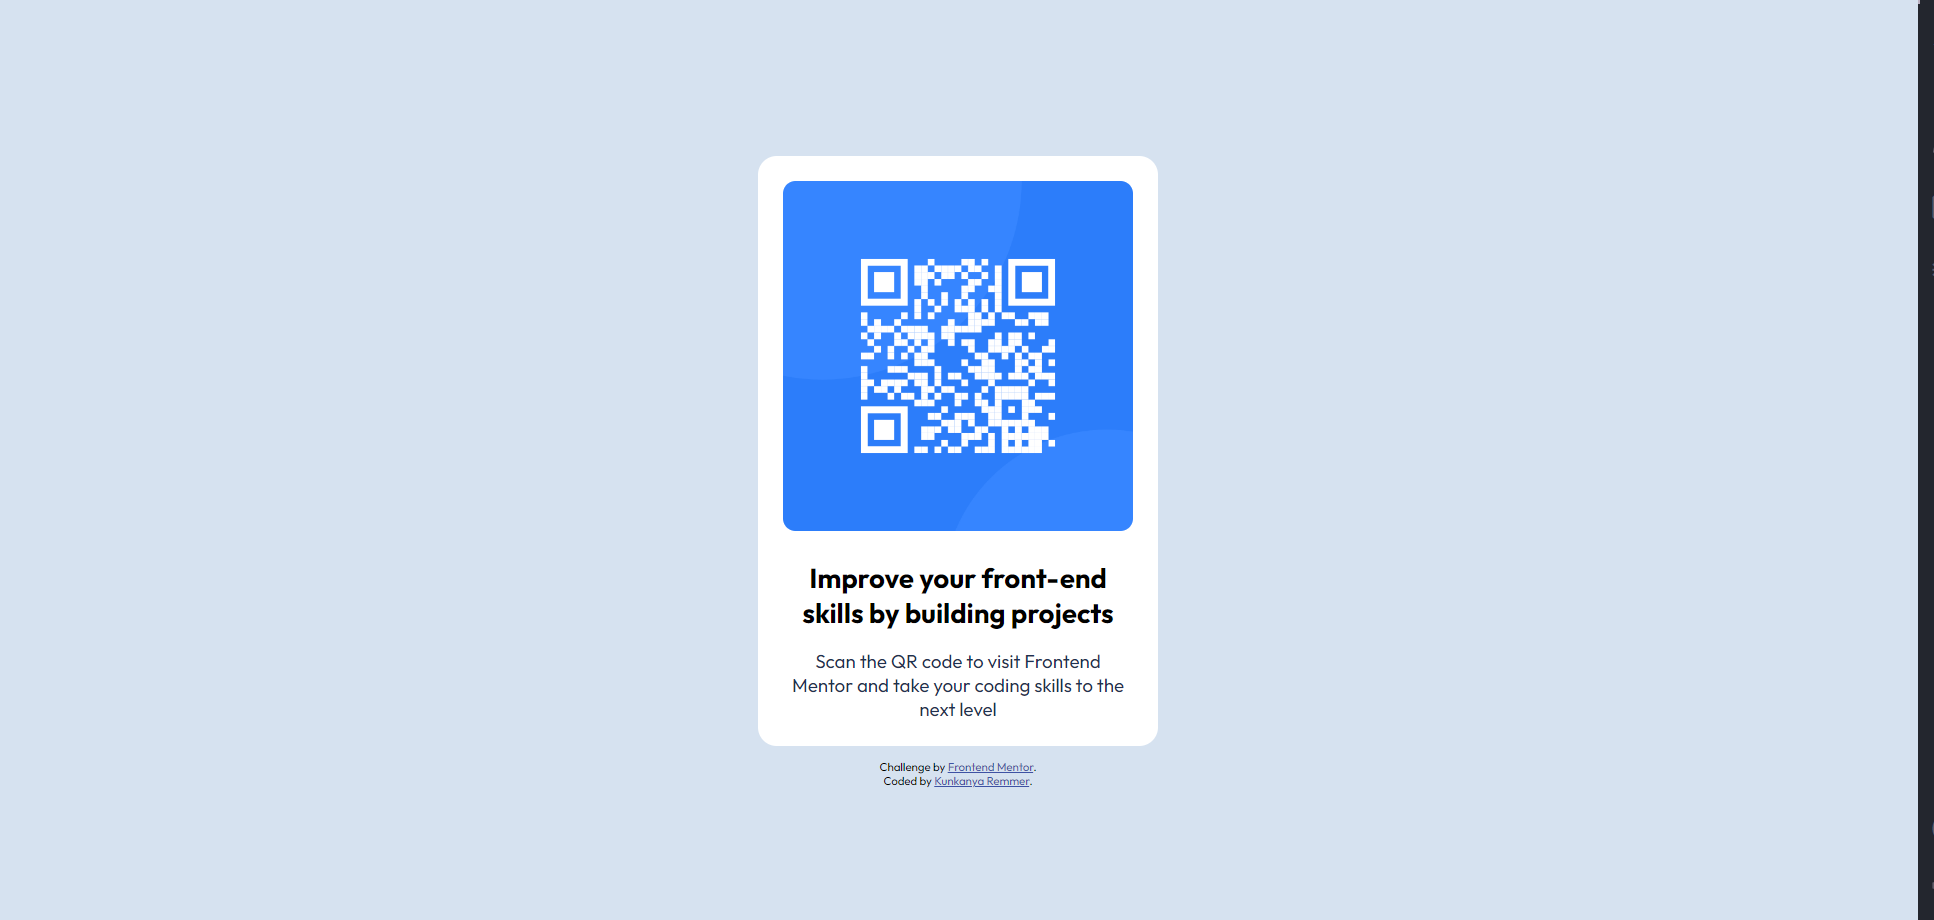 Improve your front-end
skills by building projects
Scan the QR code to visit Frontend
Mentor and take your coding skills to the
next level
Challenge by Frontend Mentor.
Coded by Kunkanya Remmer.